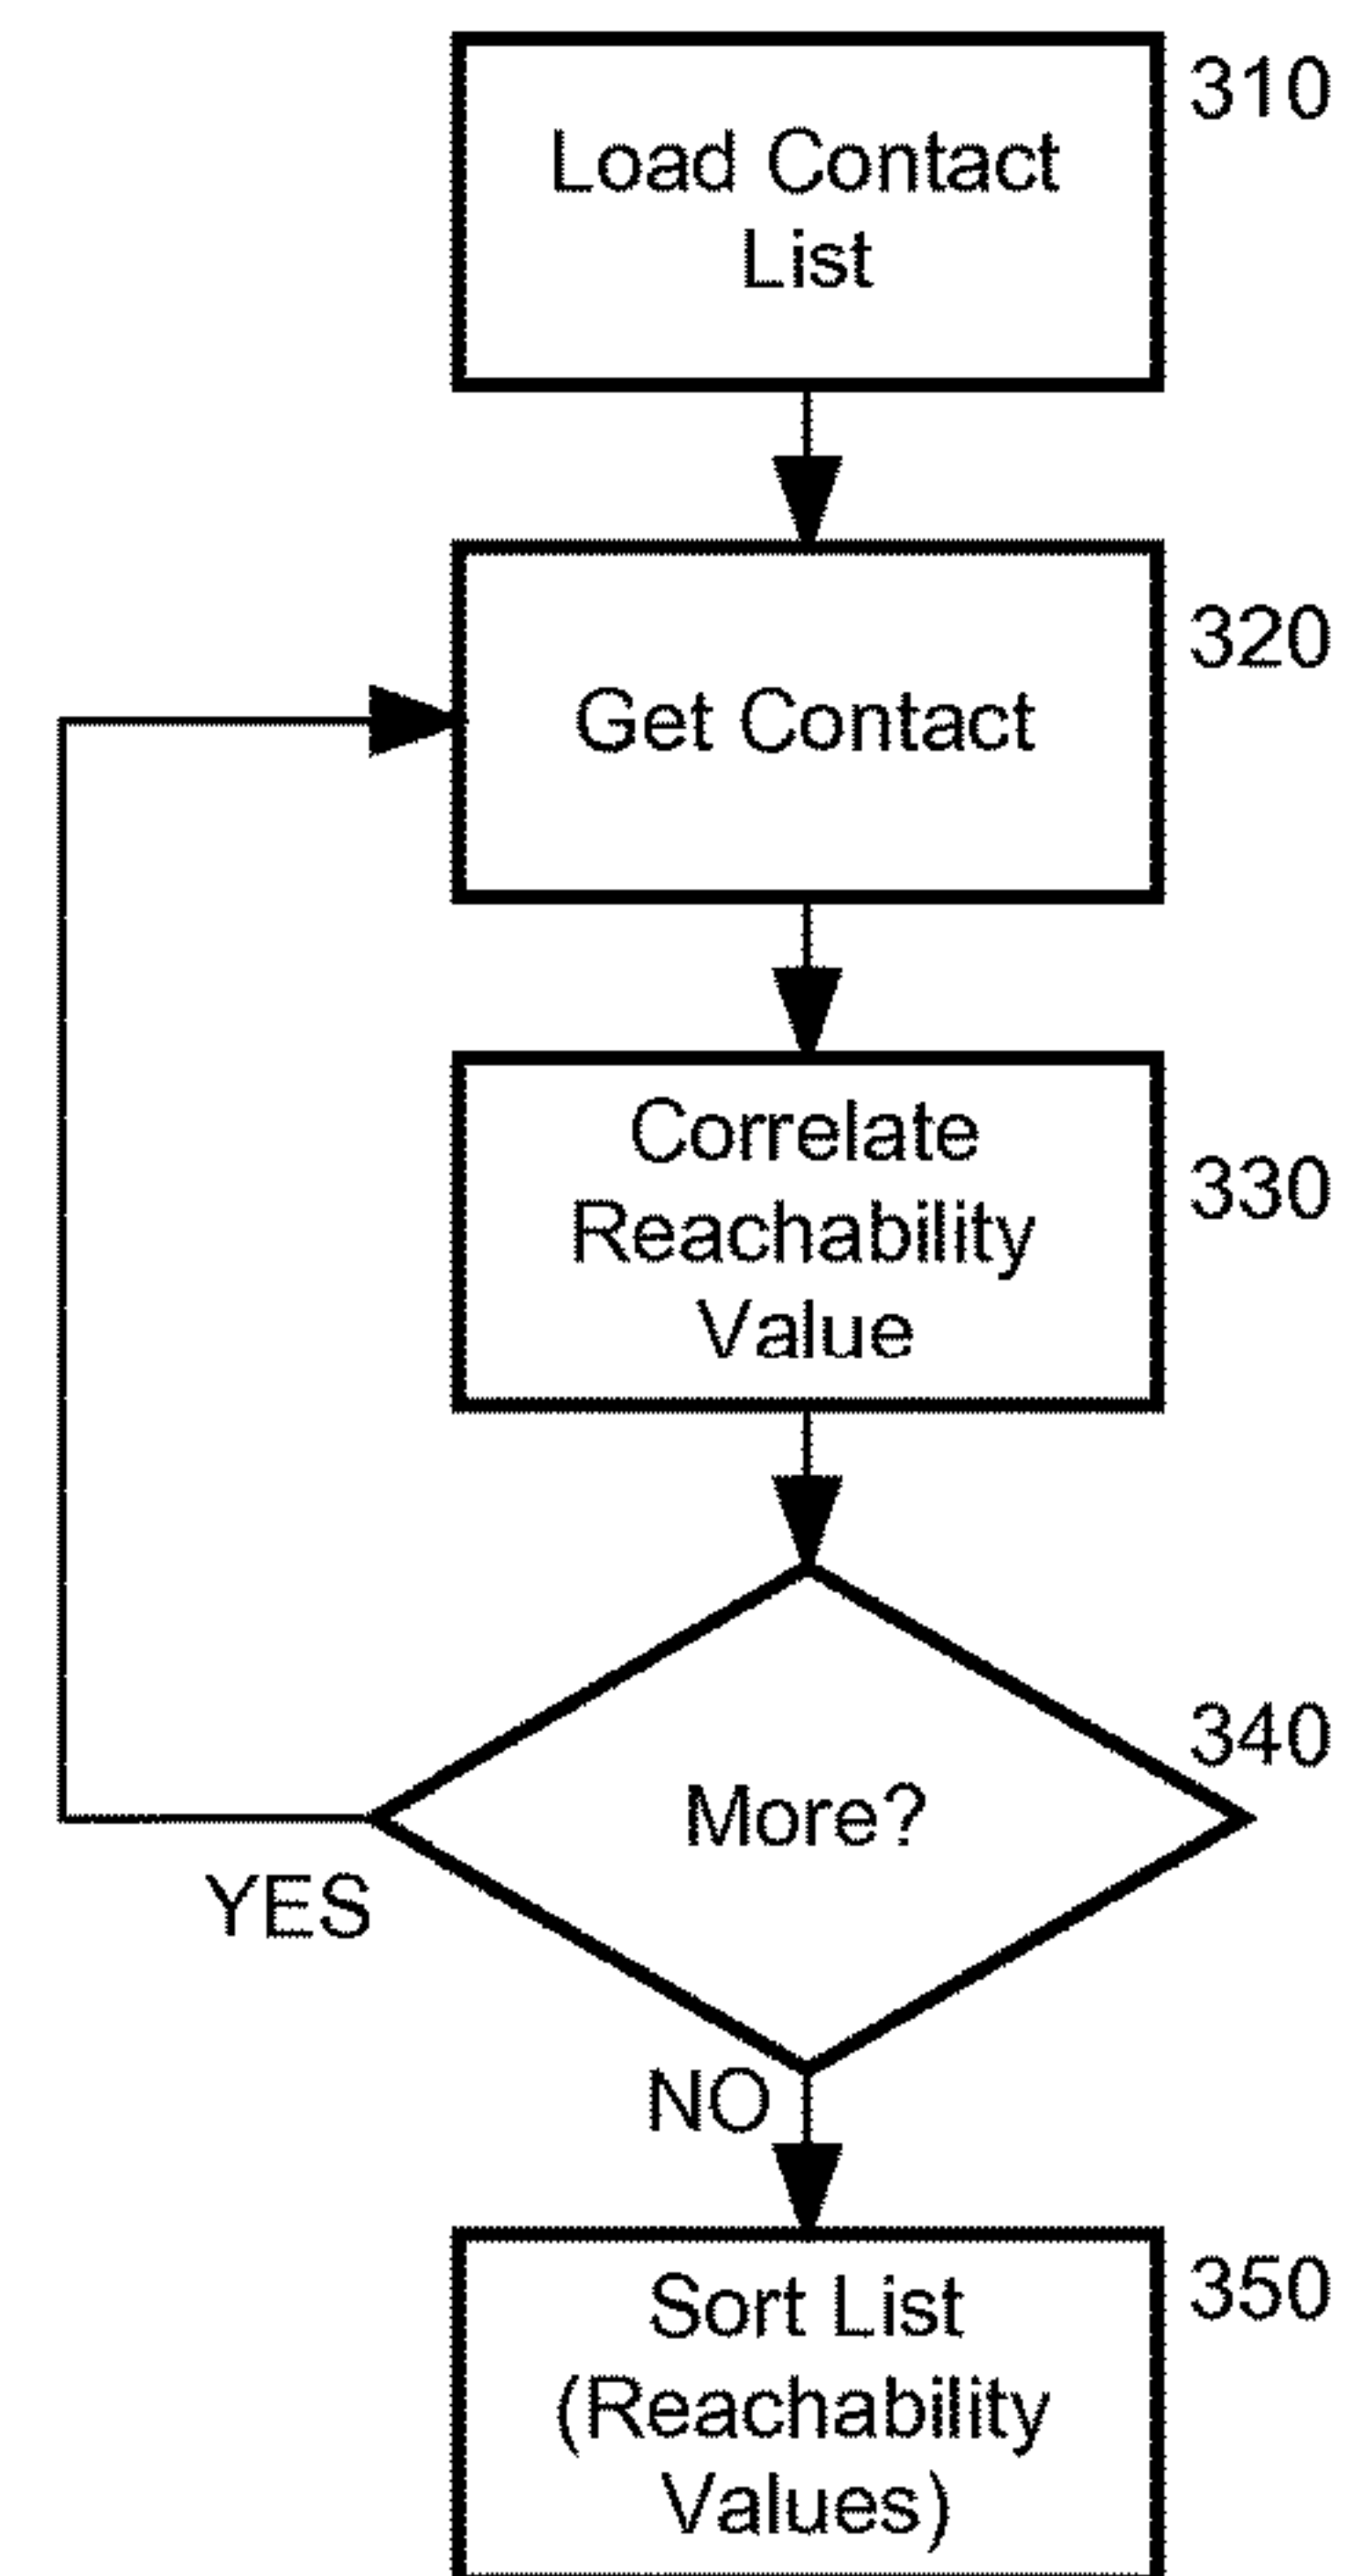 310
Load Contact
List
320
Get Contact
Correlate
330
Reachability
Value
340
More?
YES
NO
350
Sort List
(Reachability
Values)